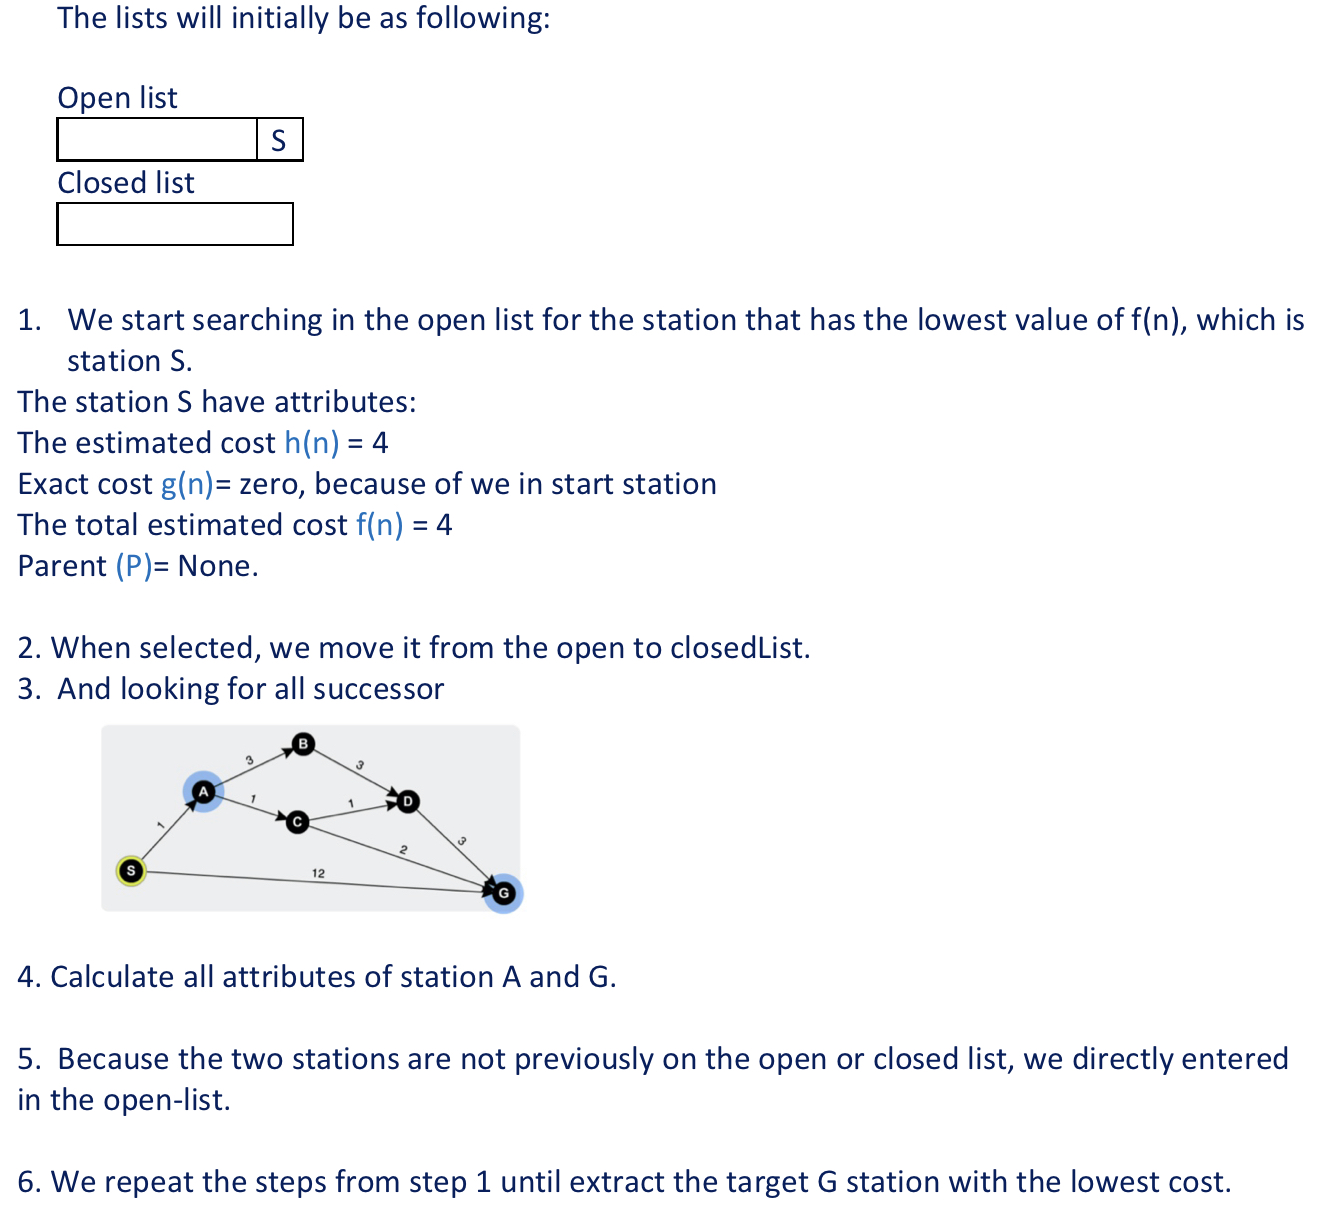 The lists will initially be as following:
Open list
S
Closed list
1. We start searching in the open list for the station that has the lowest value of f(n), which is
station S.
The station S have attributes:
The estimated cost h(n) = 4
Exact cost g(n)= zero, because of we in start station
The total estimated cost f(n) = 4
Parent (P)= None.
2. When selected, we move it from the open to closedList.
3. And looking for all successor
B
3
3
A
1
1
D
C
1
3
2
S
12
G
4. Calculate all attributes of station A and G.
5. Because the two stations are not previously on the open or closed list, we directly entered
in the open-list.
6. We repeat the steps from step 1 until extract the target G station with the lowest cost.